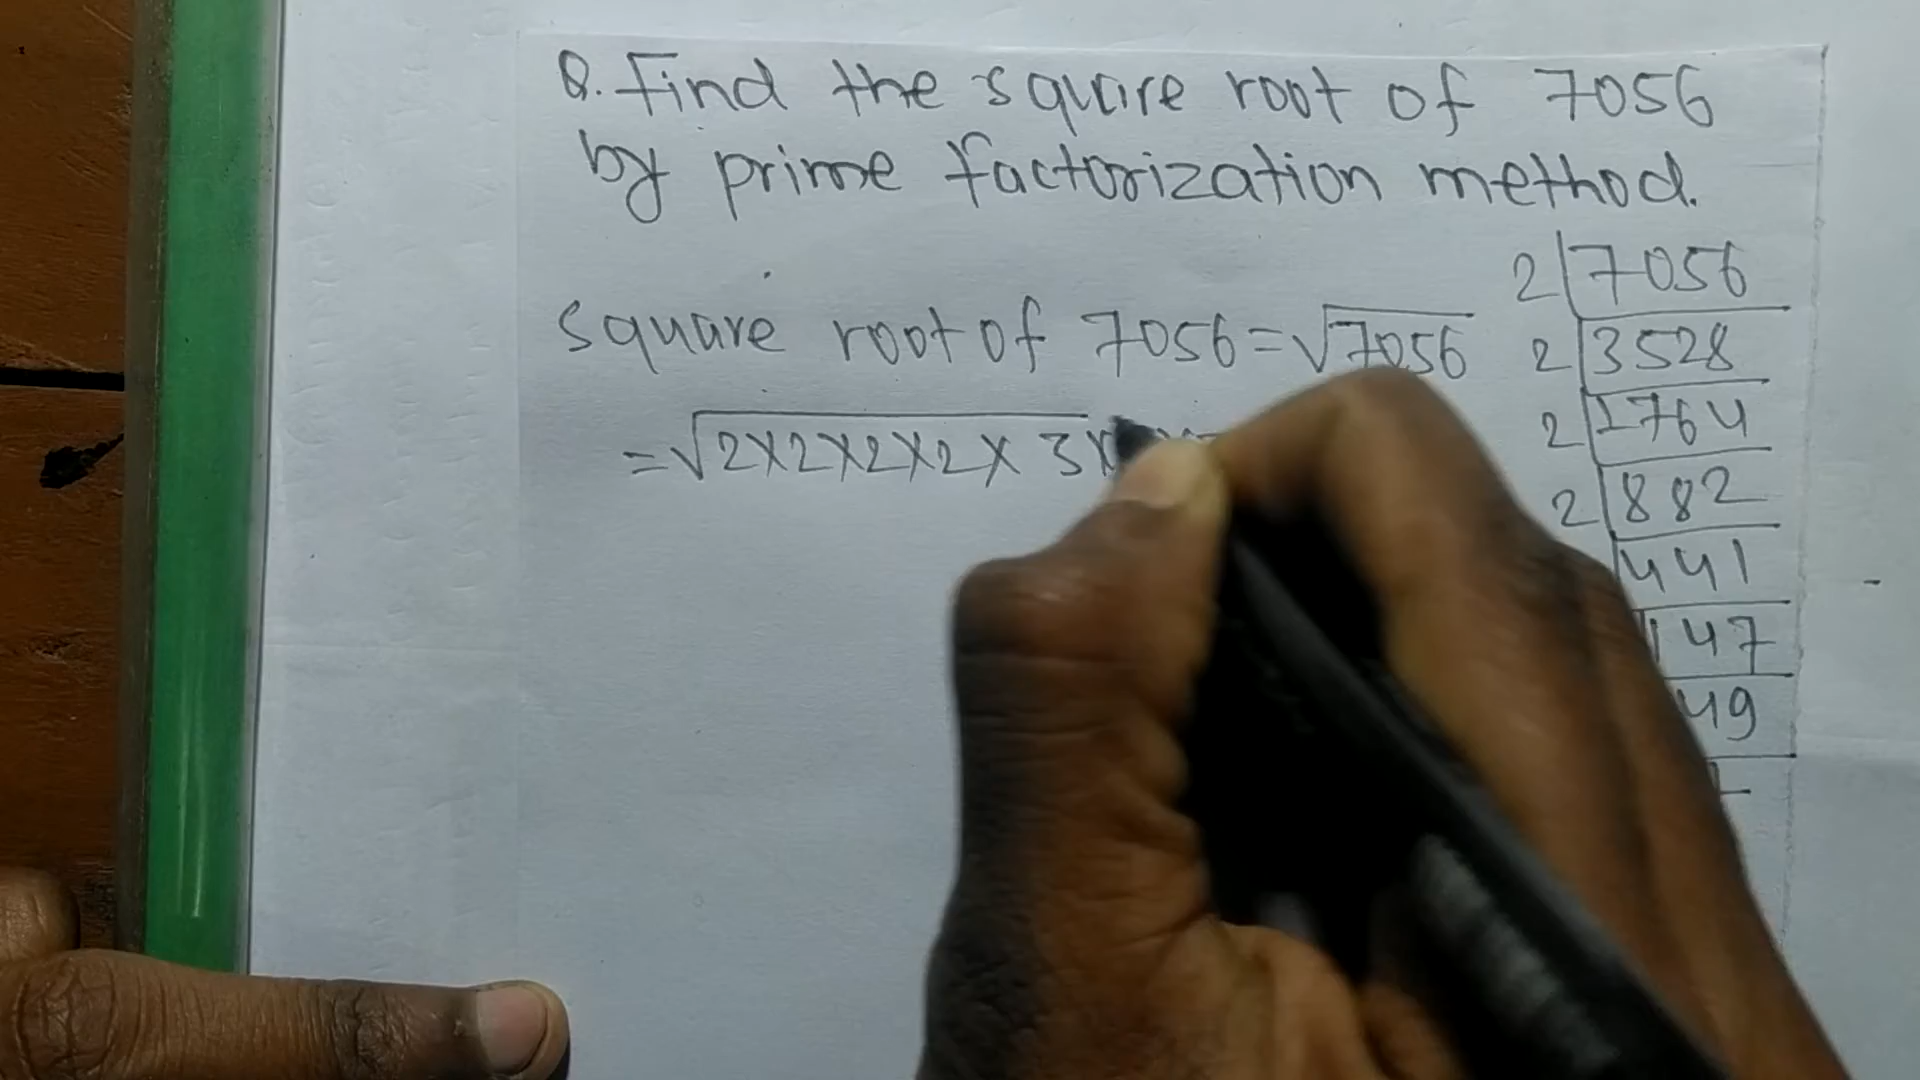 Q. Find the square root of 7056
by prime factorization method.
square root of 7056 = √7056
= √2×2×2×2× 3×
2 7056
2 3528
2 1764
2 882
441
147
49